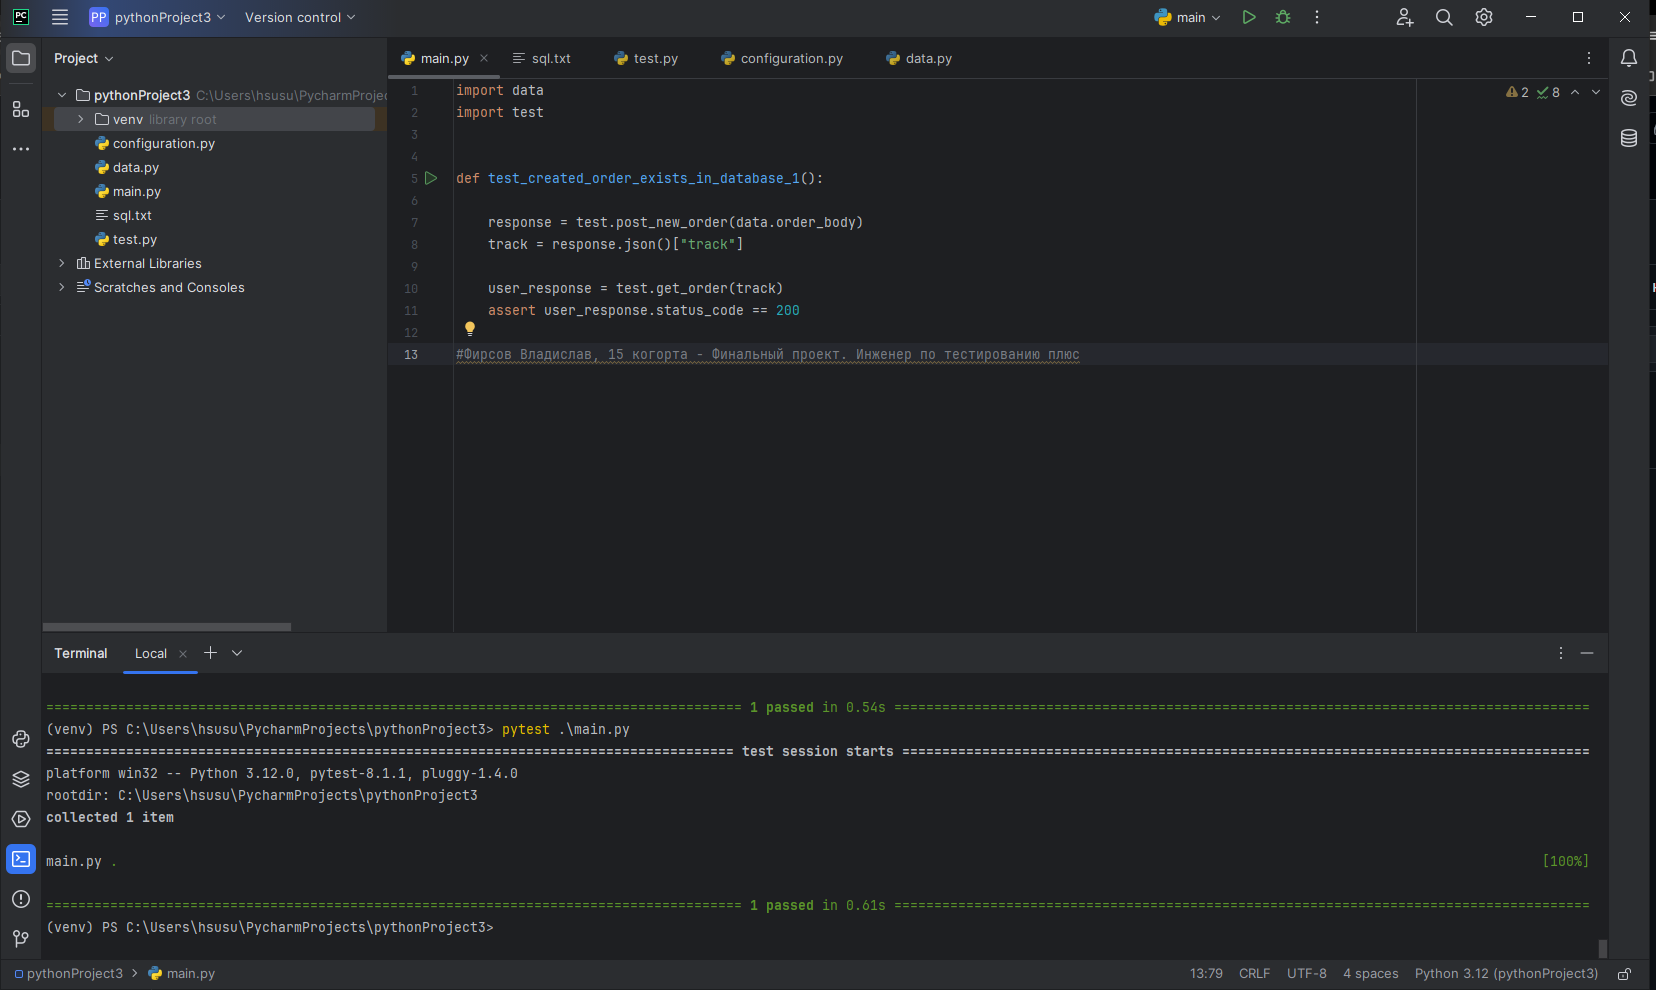 PC
PP pythonProject3 Version control
main
Project
main.py
sql.txt
test.py
configuration.py
data.py
pythonProject3 C:\Users\hsusu\PycharmProjec
venv library root
configuration.py
data.py
main.py
sql.txt
test.py
External Libraries
Scratches and Consoles
2 8
1 import data
2 import test
3
4
5 def test_created_order_exists_in_database_1():
6
7 response = test.post_new_order(data.order_body)
8 track = response.json()["track"]
9
10 user_response = test.get_order(track)
11 assert user_response.status_code == 200
12
13 #Фирсов Владислав, 15 когорта - Финальный проект. Инженер по тестированию плюс
Terminal Local
1 passed in 0.54s
(venv) PS C:\Users\hsusu\PycharmProjects\pythonProject3> pytest .\main.py
test session starts
platform win32 -- Python 3.12.0, pytest-8.1.1, pluggy-1.4.0
rootdir: C:\Users\hsusu\PycharmProjects\pythonProject3
collected 1 item
main.py . [100%]
1 passed in 0.61s
(venv) PS C:\Users\hsusu\PycharmProjects\pythonProject3>
pythonProject3 > main.py
13:79 CRLF UTF-8 4 spaces Python 3.12 (pythonProject3)